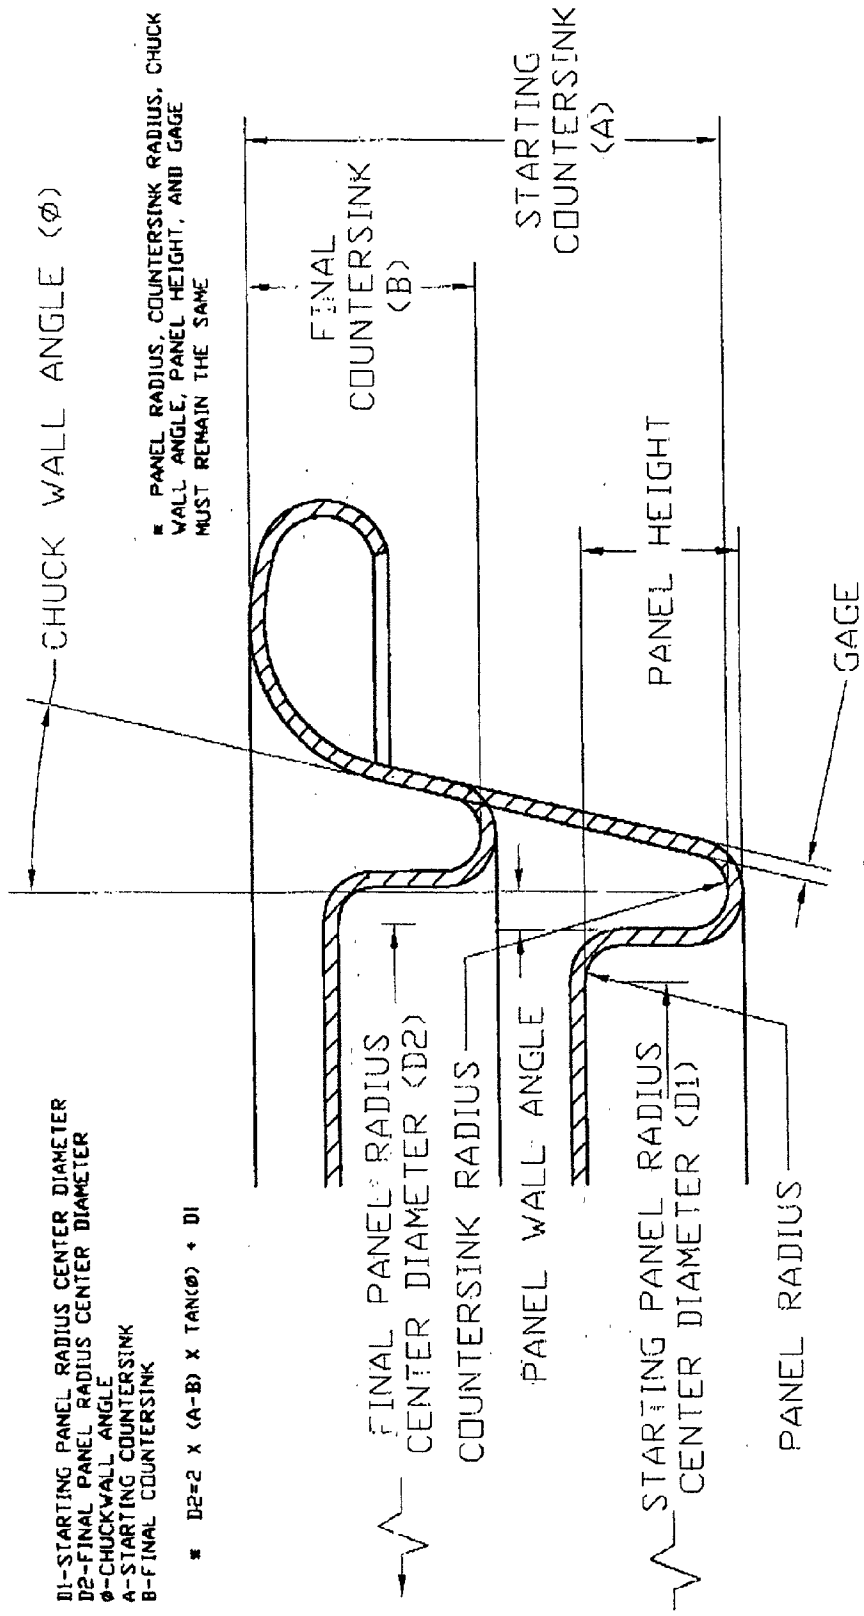 D1-STARTING PANEL RADIUS CENTER DIAMETER
D2-FINAL PANEL RADIUS CENTER DIAMETER
Ø-CHUCKWALL ANGLE
A-STARTING COUNTERSINK
B-FINAL COUNTERSINK
* D2=2 X (A-B) X TAN(Ø) + D1
CHUCK WALL ANGLE (Ø)
* PANEL RADIUS, COUNTERSINK RADIUS, CHUCK
WALL ANGLE, PANEL HEIGHT, AND GAGE
MUST REMAIN THE SAME
FINAL
COUNTERSINK
(B)
STARTING
COUNTERSINK
(A)
FINAL PANEL RADIUS
CENTER DIAMETER (D2)
COUNTERSINK RADIUS
PANEL WALL ANGLE
STARTING PANEL RADIUS
CENTER DIAMETER (D1)
PANEL RADIUS
PANEL HEIGHT
GAGE